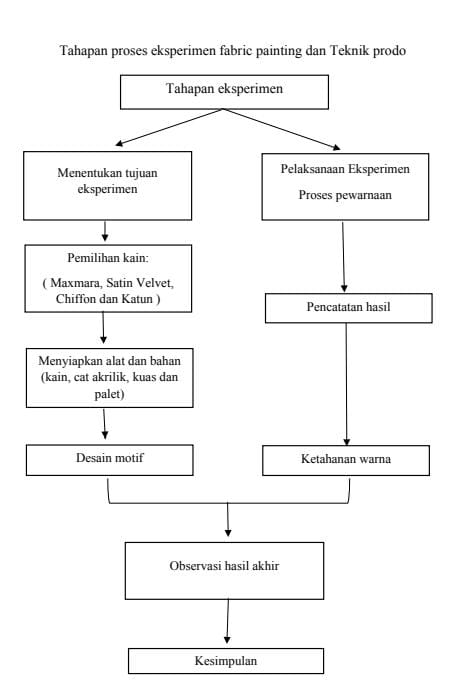 Tahapan proses eksperimen fabric painting dan Teknik prodo
Tahapan eksperimen
Menentukan tujuan
eksperimen
Pemilihan kain:
( Maxmara, Satin Velvet,
Chiffon dan Katun )
Menyiapkan alat dan bahan
(kain, cat akrilik, kuas dan
palet)
Desain motif
Pelaksanaan Eksperimen
Proses pewarnaan
Pencatatan hasil
Ketahanan warna
Observasi hasil akhir
Kesimpulan